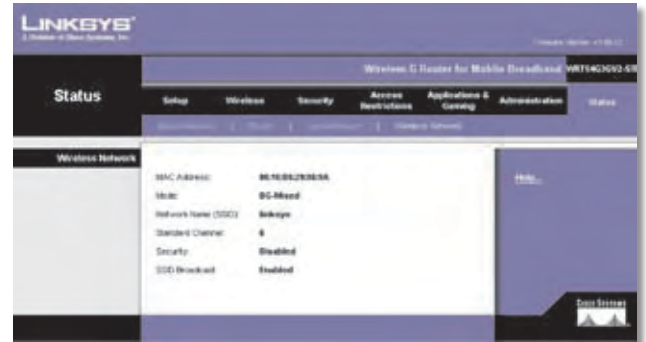 LINKSYS
A Division of Cisco Systems, Inc.
Wireless-G Router for Mobile Broadband WRT54G3GV2-ST
Status
Setup Wireless Security Access Restrictions Applications & Gaming Administration Status
Wireless Network
Wireless Network
MAC Address:
Mode: BG-Mixed
Network Name (SSID): linksys
Standard Channel: 6
Security: Disabled
SSID Broadcast: Enabled
Help...
Cisco Systems